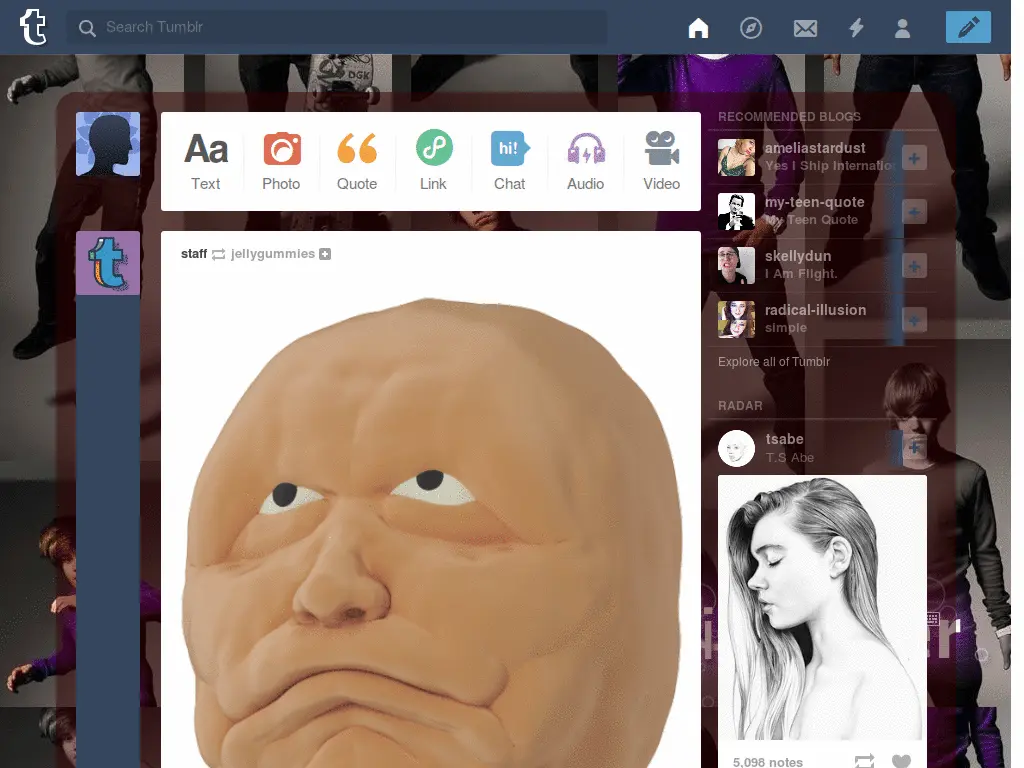 Search Tumblr
DGK
RECOMMENDED BLOGS
Aa
hi!
Text
Photo
Quote
Link
Chat
Audio
Video
ameliastardust
Yes I Ship Internatio
my-teen-quote
My Teen Quote
staff
jellygummies
skellydun
I Am Flight.
radical-illusion
simple
Explore all of Tumblr
RADAR
tsabe
T.S Abe
5,098 notes